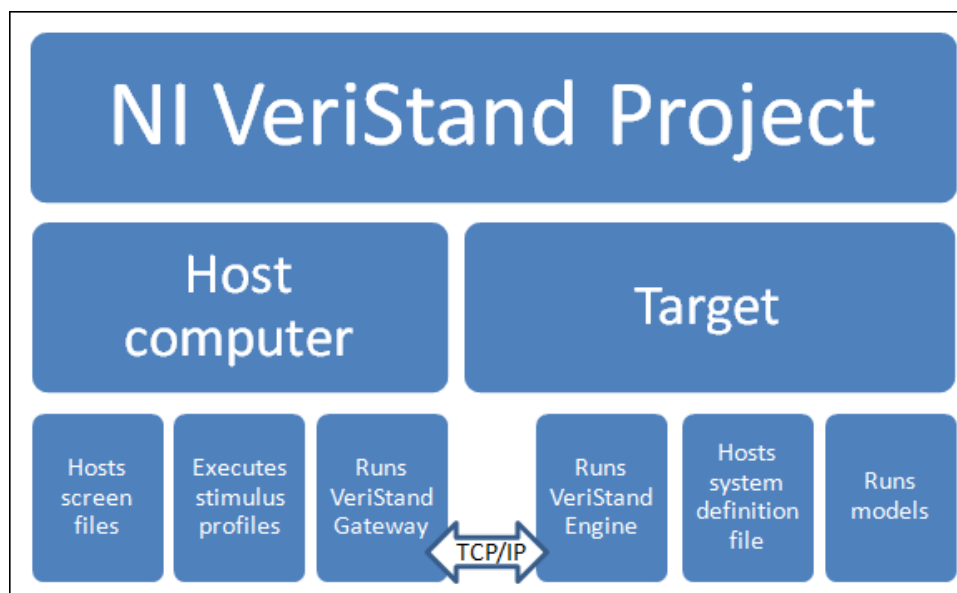 NI VeriStand Project
Host
computer
Target
Hosts
screen
files
Executes
stimulus
profiles
Runs
VeriStand
Gateway
TCP/IP
Runs
VeriStand
Engine
Hosts
system
definition
file
Runs
models